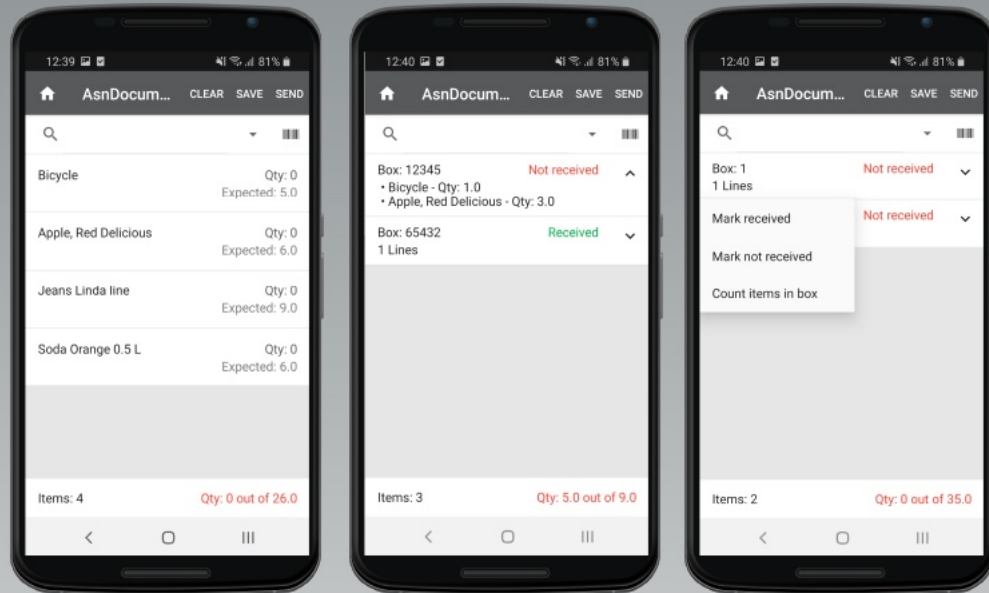 12:39 81%
AsnDocum... CLEAR SAVE SEND
Bicycle Qty: 0
Expected: 5.0
Apple, Red Delicious Qty: 0
Expected: 6.0
Jeans Linda line Qty: 0
Expected: 9.0
Soda Orange 0.5 L Qty: 0
Expected: 6.0
Items: 4 Qty: 0 out of 26.0
12:40 81%
AsnDocum... CLEAR SAVE SEND
Box: 12345 Not received
• Bicycle - Qty: 1.0
• Apple, Red Delicious - Qty: 3.0
Box: 65432 Received
1 Lines
Items: 3 Qty: 5.0 out of 9.0
12:40 81%
AsnDocum... CLEAR SAVE SEND
Box: 1 Not received
1 Lines
Not received
Mark received
Mark not received
Count items in box
Items: 2 Qty: 0 out of 35.0